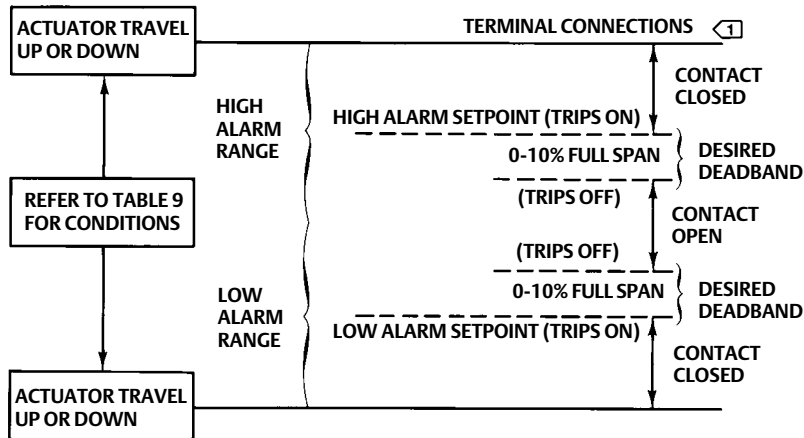 ACTUATOR TRAVEL
UP OR DOWN
TERMINAL CONNECTIONS
1
CONTACT
CLOSED
HIGH
ALARM
RANGE
HIGH ALARM SETPOINT (TRIPS ON)
0-10% FULL SPAN
DESIRED
DEADBAND
(TRIPS OFF)
REFER TO TABLE 9
FOR CONDITIONS
CONTACT
OPEN
(TRIPS OFF)
LOW
ALARM
RANGE
0-10% FULL SPAN
DESIRED
DEADBAND
LOW ALARM SETPOINT (TRIPS ON)
CONTACT
CLOSED
ACTUATOR TRAVEL
UP OR DOWN